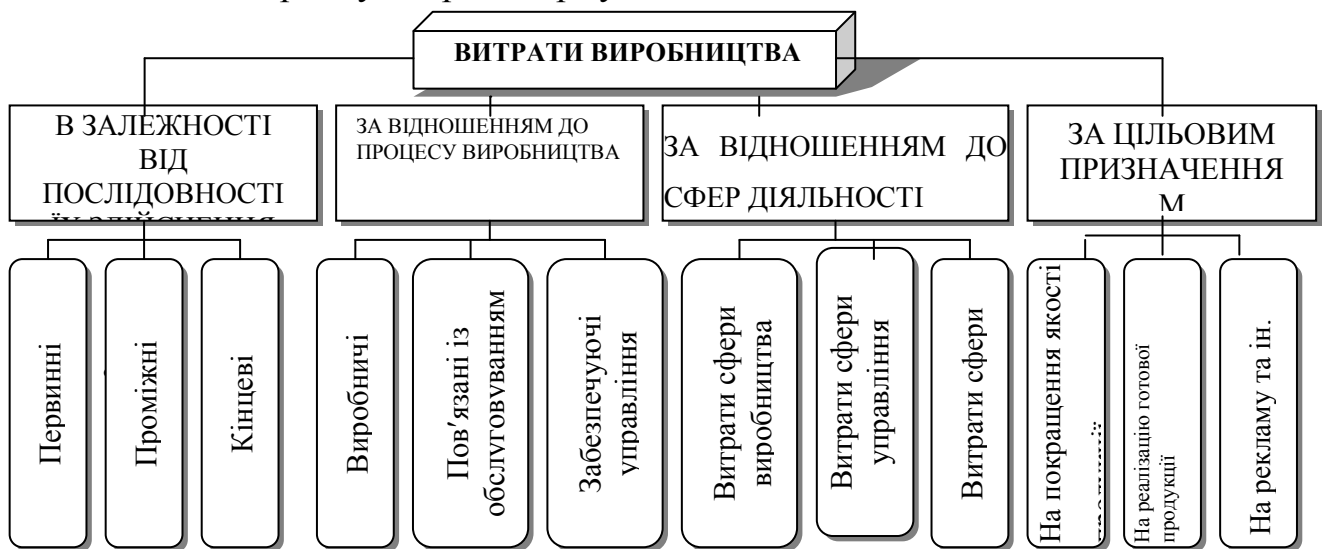 ВИТРАТИ ВИРОБНИЦТВА
В ЗАЛЕЖНОСТІ
ВІД
ПОСЛІДОВНОСТІ
ЇХ ЗДІЙСНЕННЯ
ЗА ВІДНОШЕННЯМ ДО
ПРОЦЕСУ ВИРОБНИЦТВА
ЗА ВІДНОШЕННЯМ ДО
СФЕР ДІЯЛЬНОСТІ
ЗА ЦІЛЬОВИМ
ПРИЗНАЧЕННЯ
М
Первинні
Проміжні
Кінцеві
Виробничі
Пов'язані із
обслуговуванням
Забезпечуючі
управління
Витрати сфери
виробництва
Витрати сфери
управління
Витрати сфери
На покращення якості
На реалізацію готової
продукції
На рекламу та ін.